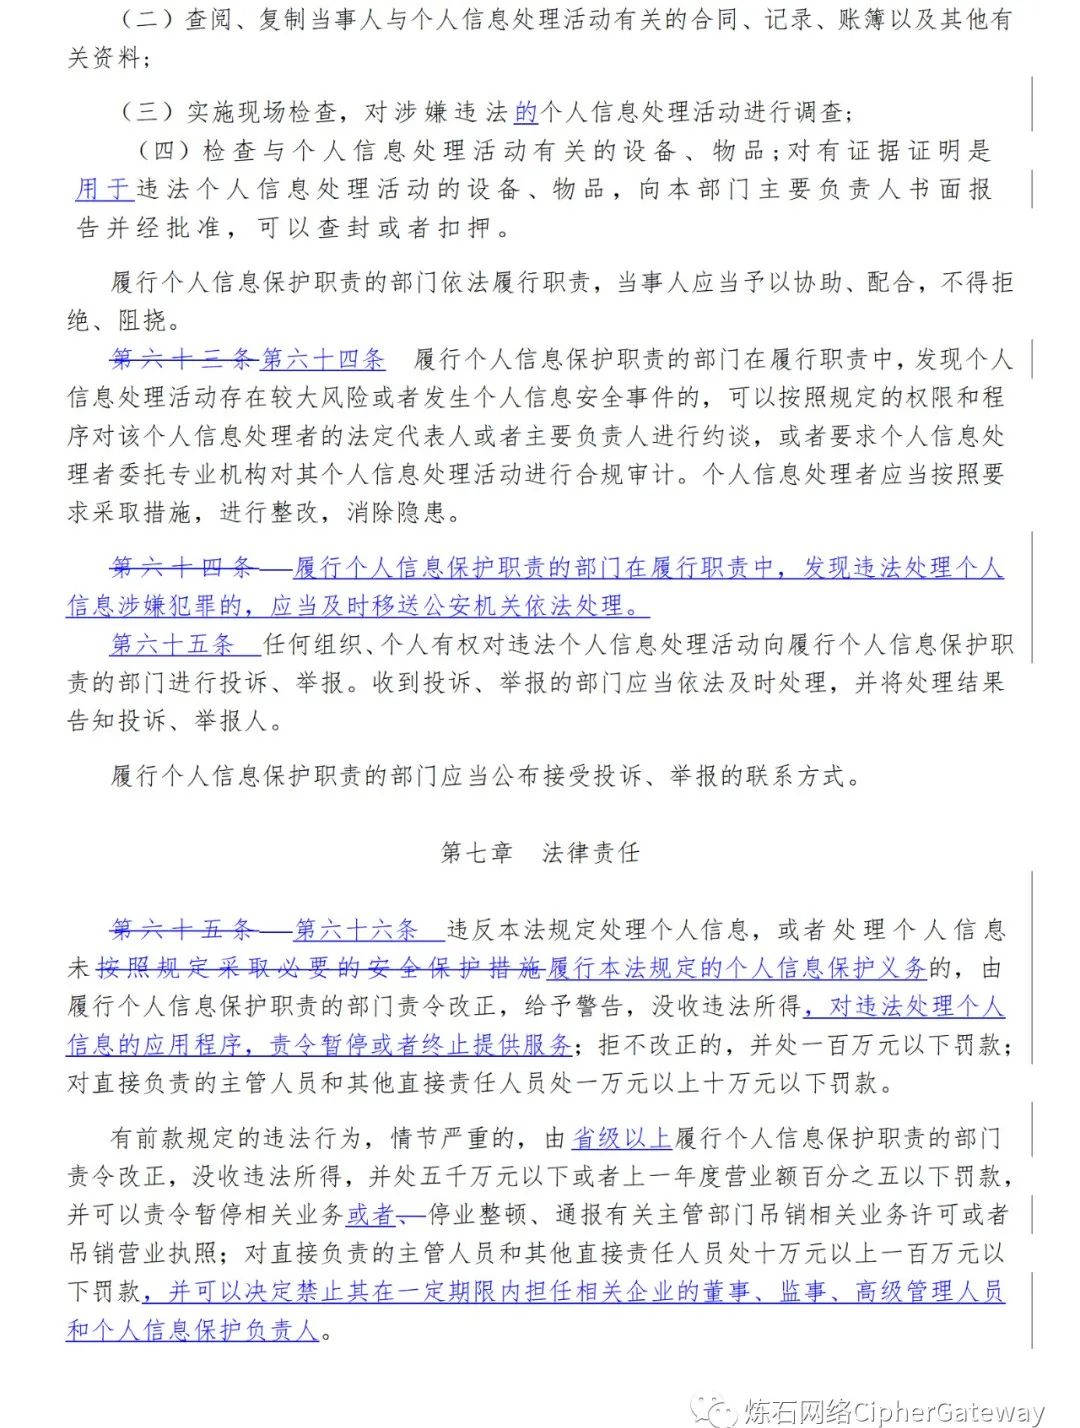 （二）查阅、复制当事人与个人信息处理活动有关的合同、记录、账簿以及其他有
关资料;
（三）实施现场检查，对涉嫌违法的个人信息处理活动进行调查;
（四）检查与个人信息处理活动有关的设备、物品;对有证据证明是
用于违法个人信息处理活动的设备、物品，向本部门主要负责人书面报
告并经批准，可以查封或者扣押。
履行个人信息保护职责的部门依法履行职责，当事人应当予以协助、配合，不得拒
绝、阻挠。
第六十三条第六十四条 履行个人信息保护职责的部门在履行职责中，发现个人
信息处理活动存在较大风险或者发生个人信息安全事件的，可以按照规定的权限和程
序对该个人信息处理者的法定代表人或者主要负责人进行约谈，或者要求个人信息处
理者委托专业机构对其个人信息处理活动进行合规审计。个人信息处理者应当按照要
求采取措施，进行整改，消除隐患。
第六十四条 履行个人信息保护职责的部门在履行职责中，发现违法处理个人
信息涉嫌犯罪的，应当及时移送公安机关依法处理。
第六十五条 任何组织、个人有权对违法个人信息处理活动向履行个人信息保护职
责的部门进行投诉、举报。收到投诉、举报的部门应当依法及时处理，并将处理结果
告知投诉、举报人。
履行个人信息保护职责的部门应当公布接受投诉、举报的联系方式。
第七章 法律责任
第六十五条 第六十六条 违反本法规定处理个人信息，或者处理个人信息
未按照规定采取必要的安全保护措施履行本法规定的个人信息保护义务的，由
履行个人信息保护职责的部门责令改正，给予警告，没收违法所得，对违法处理个人
信息的应用程序，责令暂停或者终止提供服务；拒不改正的，并处一百万元以下罚款；
对直接负责的主管人员和其他直接责任人员处一万元以上十万元以下罚款。
有前款规定的违法行为，情节严重的，由省级以上履行个人信息保护职责的部门
责令改正，没收违法所得，并处五千万元以下或者上一年度营业额百分之五以下罚款，
并可以责令暂停相关业务或者、停业整顿、通报有关主管部门吊销相关业务许可或者
吊销营业执照；对直接负责的主管人员和其他直接责任人员处十万元以上一百万元以
下罚款，并可以决定禁止其在一定期限内担任相关企业的董事、监事、高级管理人员
和个人信息保护负责人。
炼石网络CipherGateway